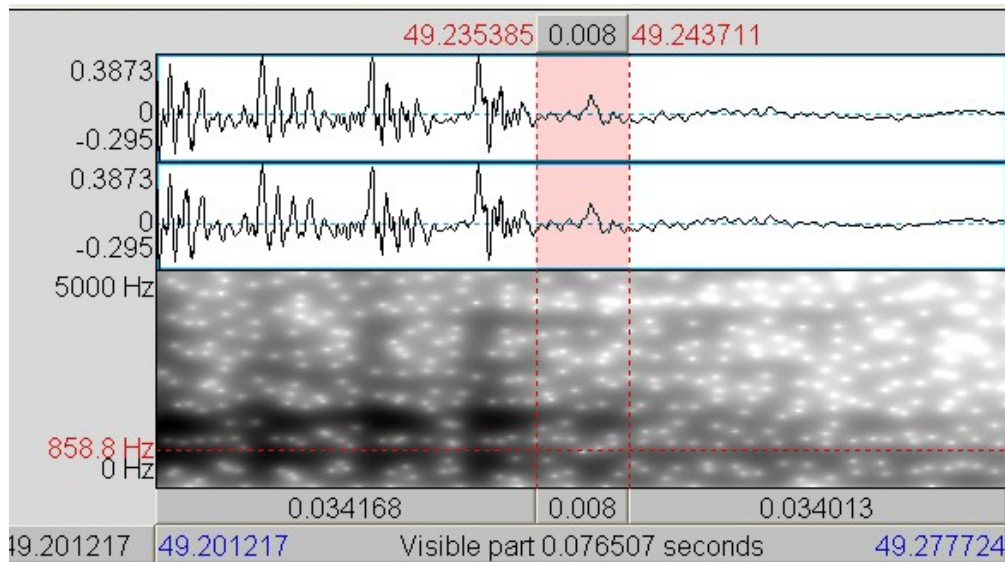 49.235385 0.008 49.243711
0.3873
0
-0.295
0.3873
0
-0.295
5000 Hz
858.8 Hz
0 Hz
0.034168 0.008 0.034013
49.201217 49.201217 Visible part 0.076507 seconds 49.277724